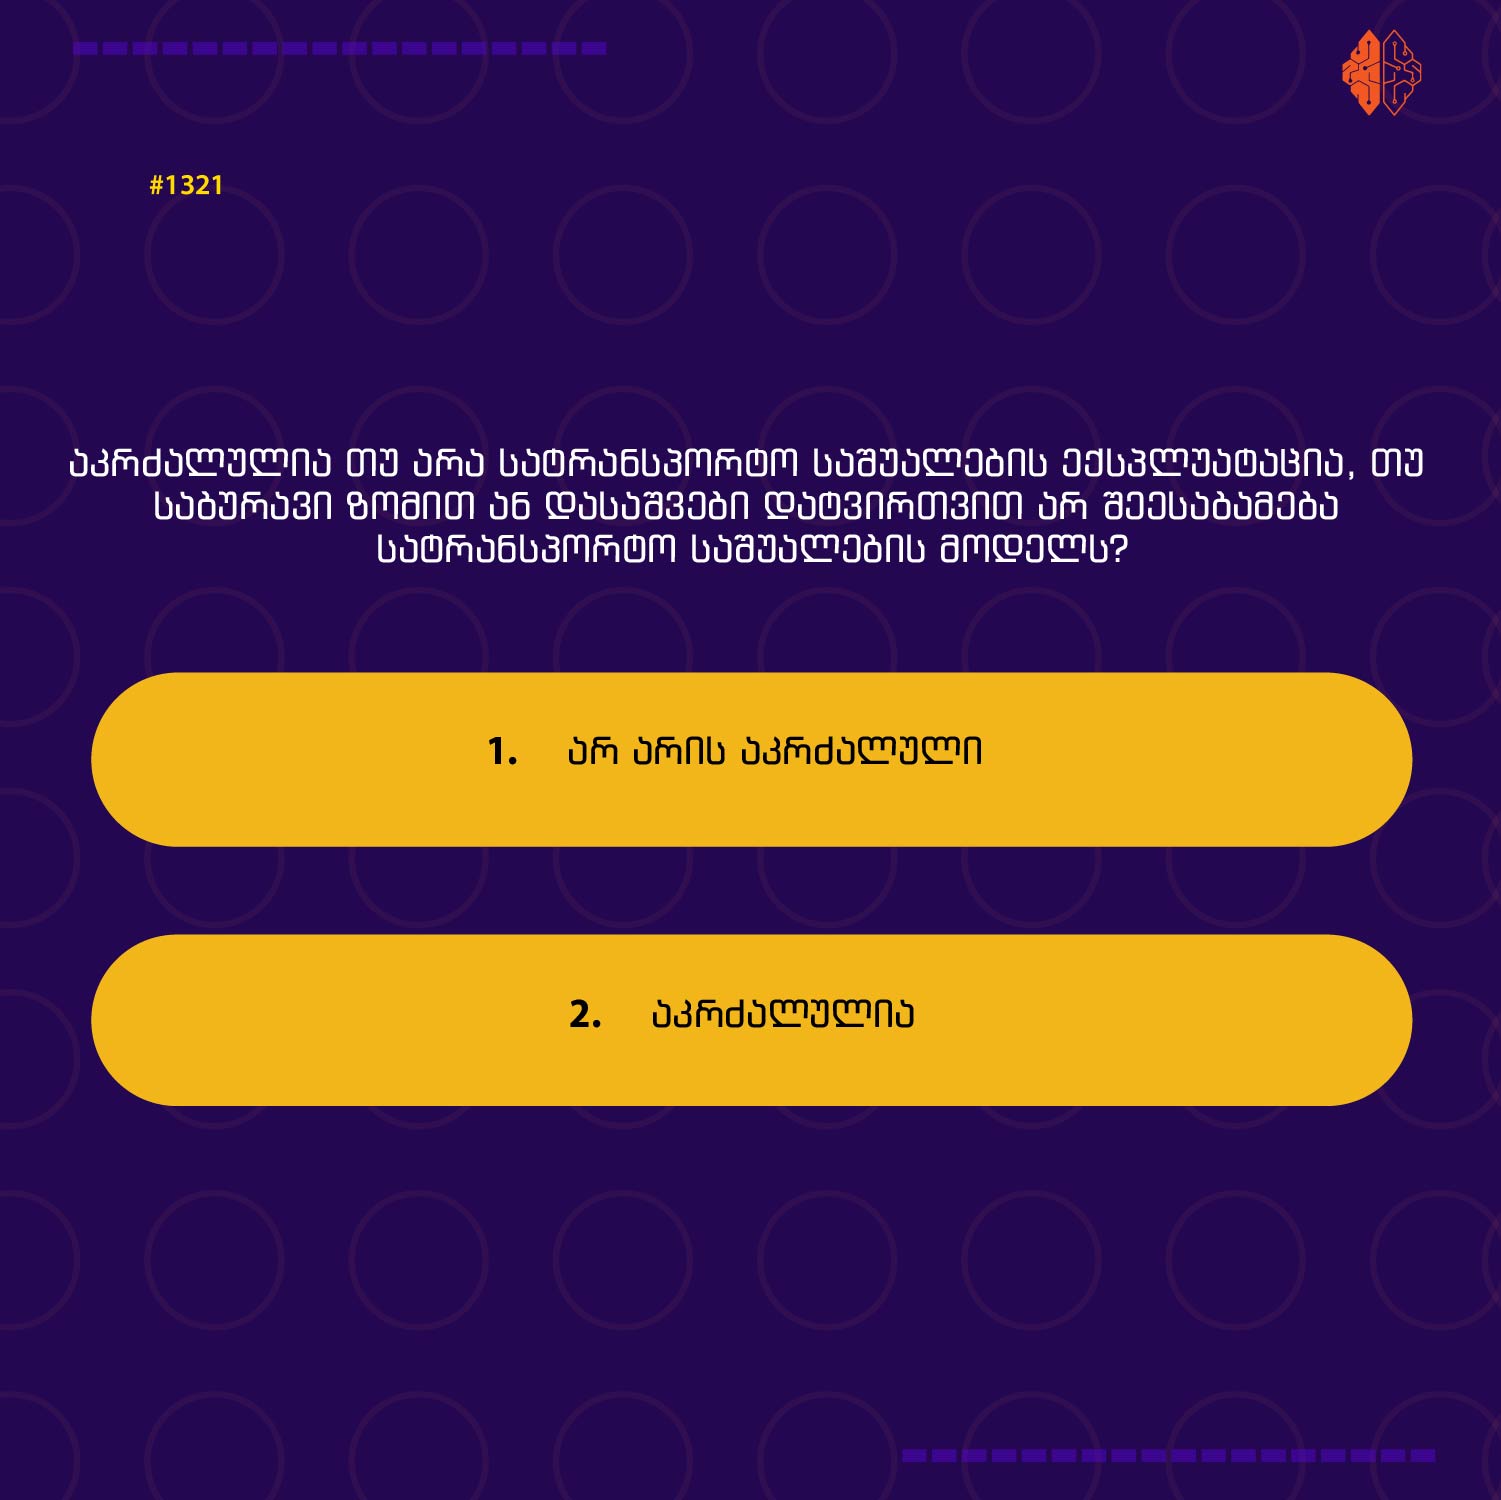 #1321
აკრძალულია თუ არა სატრანსპორტო საშუალების ექსპლუატაცია, თუ
საბურავი ზომით ან დასაშვები დატვირთვით არ შეესაბამება
სატრანსპორტო საშუალების მოდელს?
1. არ არის აკრძალული
2. აკრძალულია